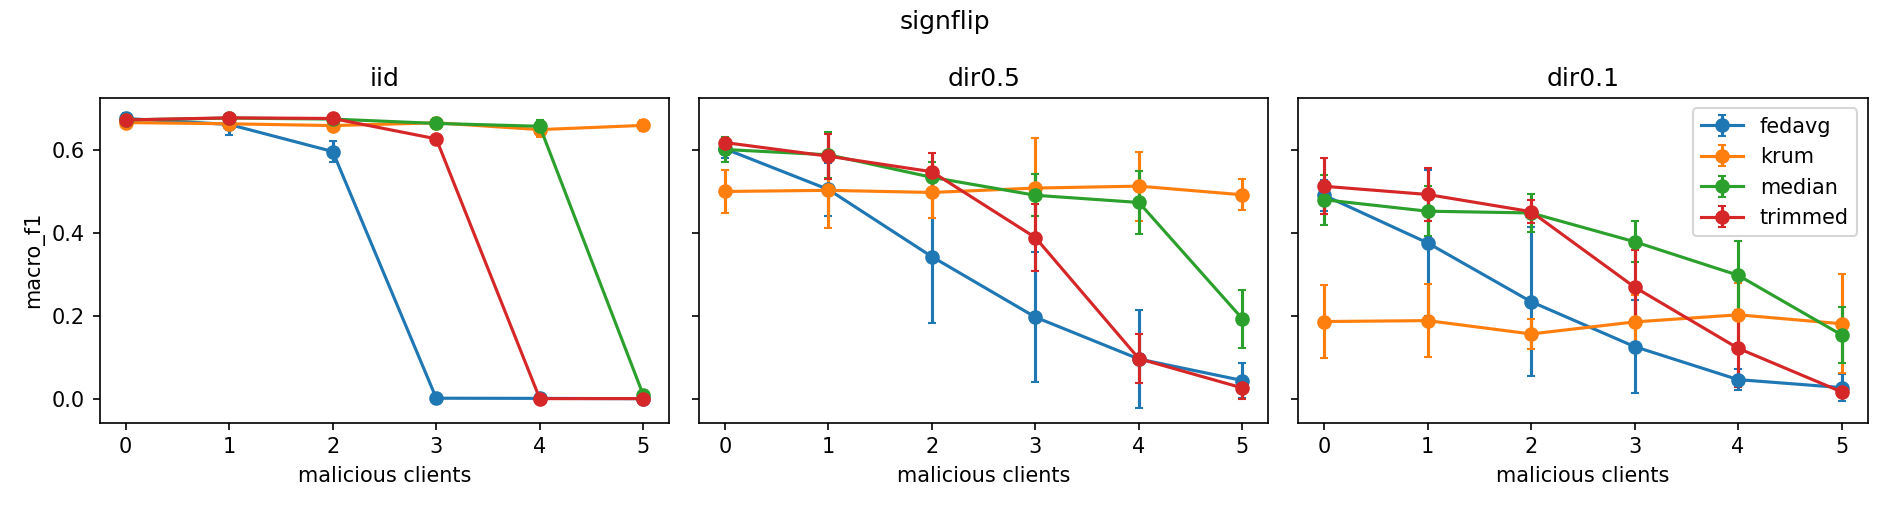 signflip
iid
dir0.5
dir0.1
macro_f1
0.6
0.4
0.2
0.0
0 1 2 3 4 5
malicious clients
0 1 2 3 4 5
malicious clients
0 1 2 3 4 5
malicious clients
fedavg
krum
median
trimmed